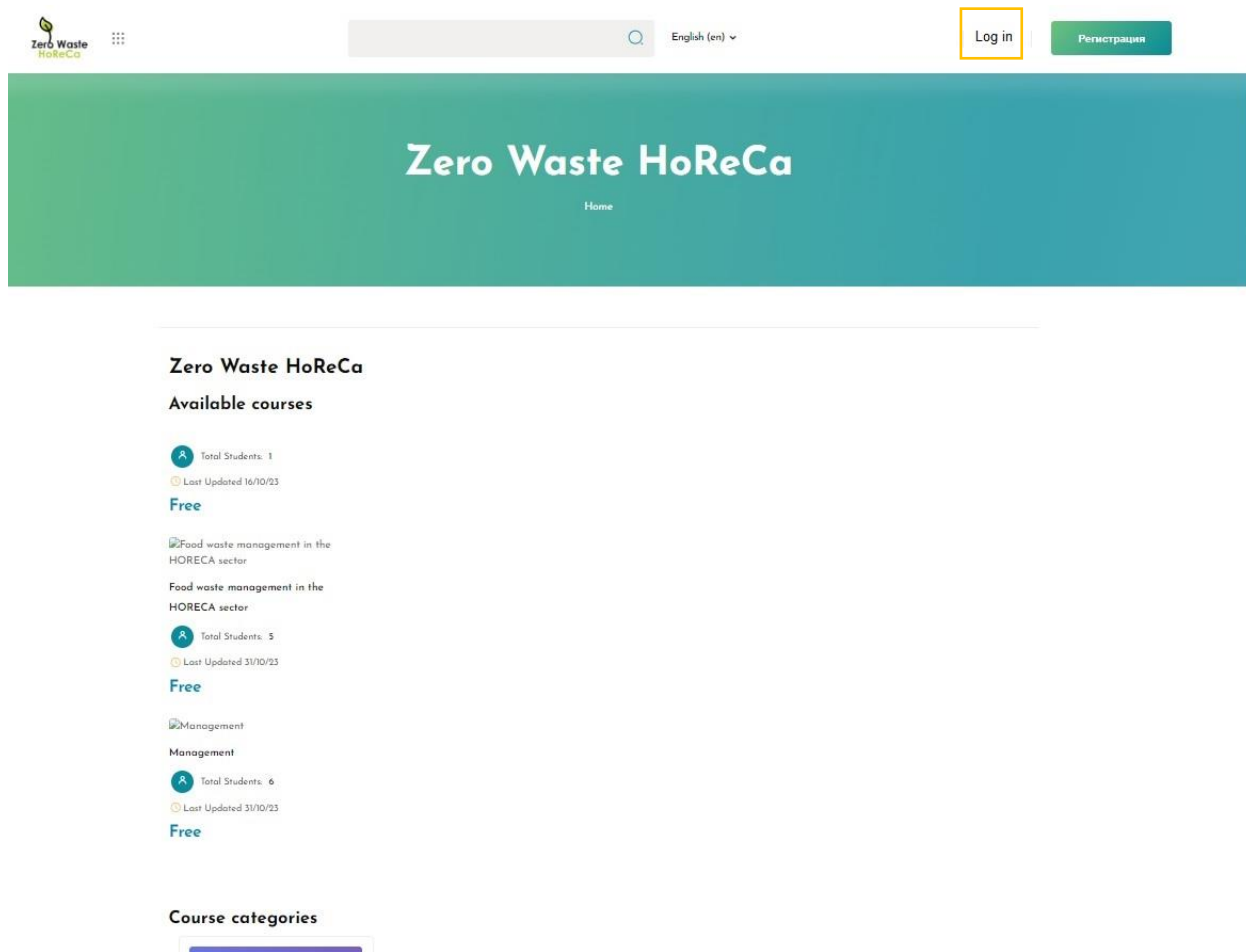 Zero Waste
HoReCa
English (en)
Log in
Регистрация
Zero Waste HoReCa
Home
Zero Waste HoReCa
Available courses
Total Students: 1
Last Updated 16/10/23
Free
Food waste management in the
HORECA sector
Food waste management in the
HORECA sector
Total Students: 5
Last Updated 31/10/23
Free
Management
Management
Total Students: 6
Last Updated 31/10/23
Free
Course categories